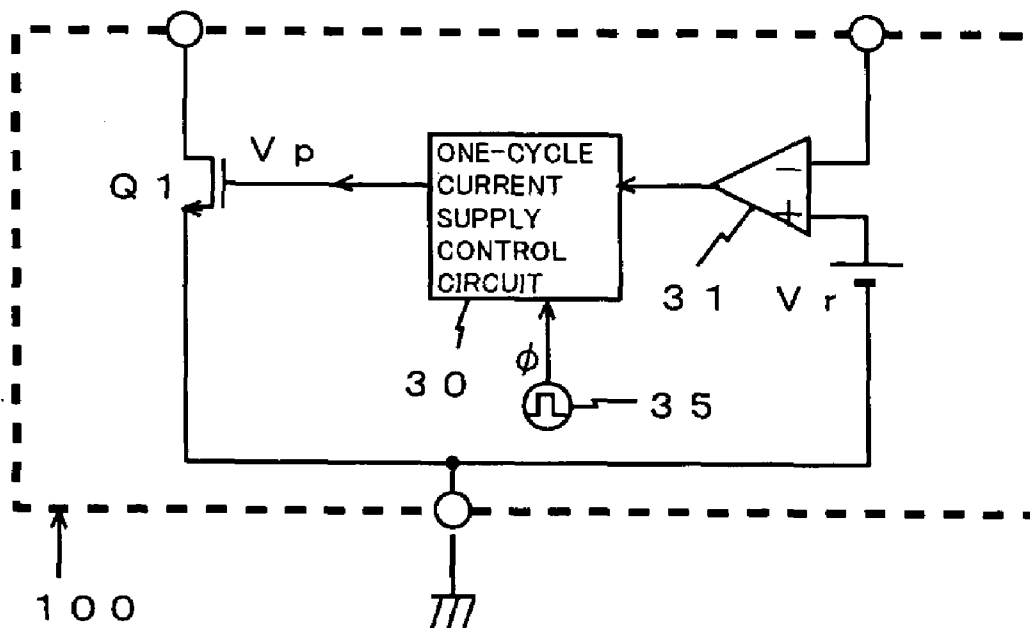 V p
Q 1
ONE-CYCLE
CURRENT
SUPPLY
CONTROL
CIRCUIT
−
+
3 1
V r
3 0
ϕ
3 5
1 0 0